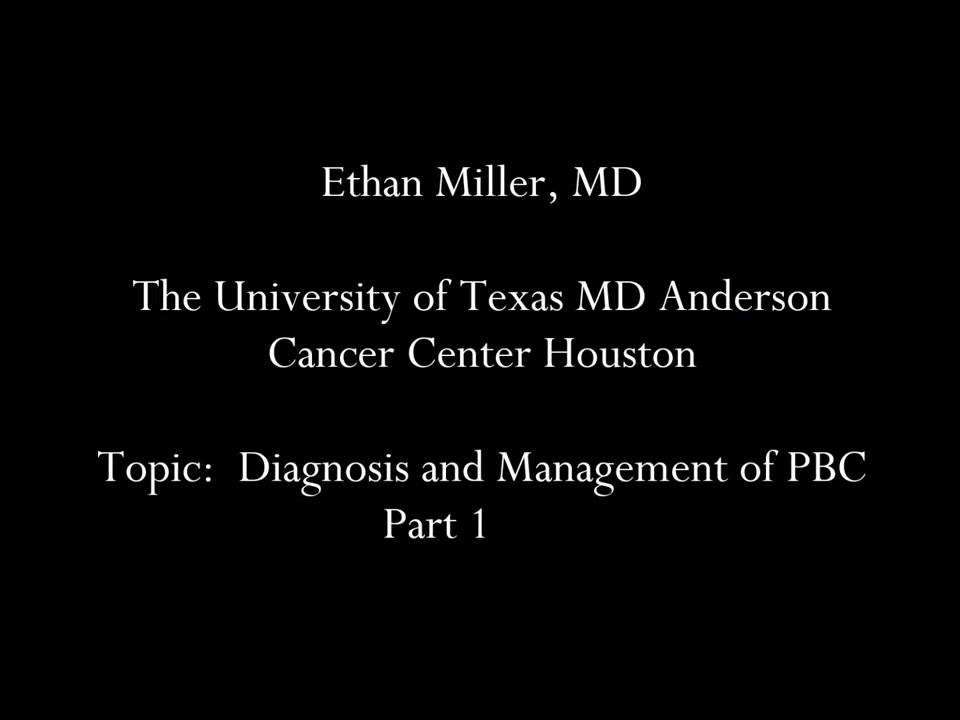 Ethan Miller, MD
The University of Texas MD Anderson
Cancer Center Houston
Topic:  Diagnosis and Management of PBC
Part 1